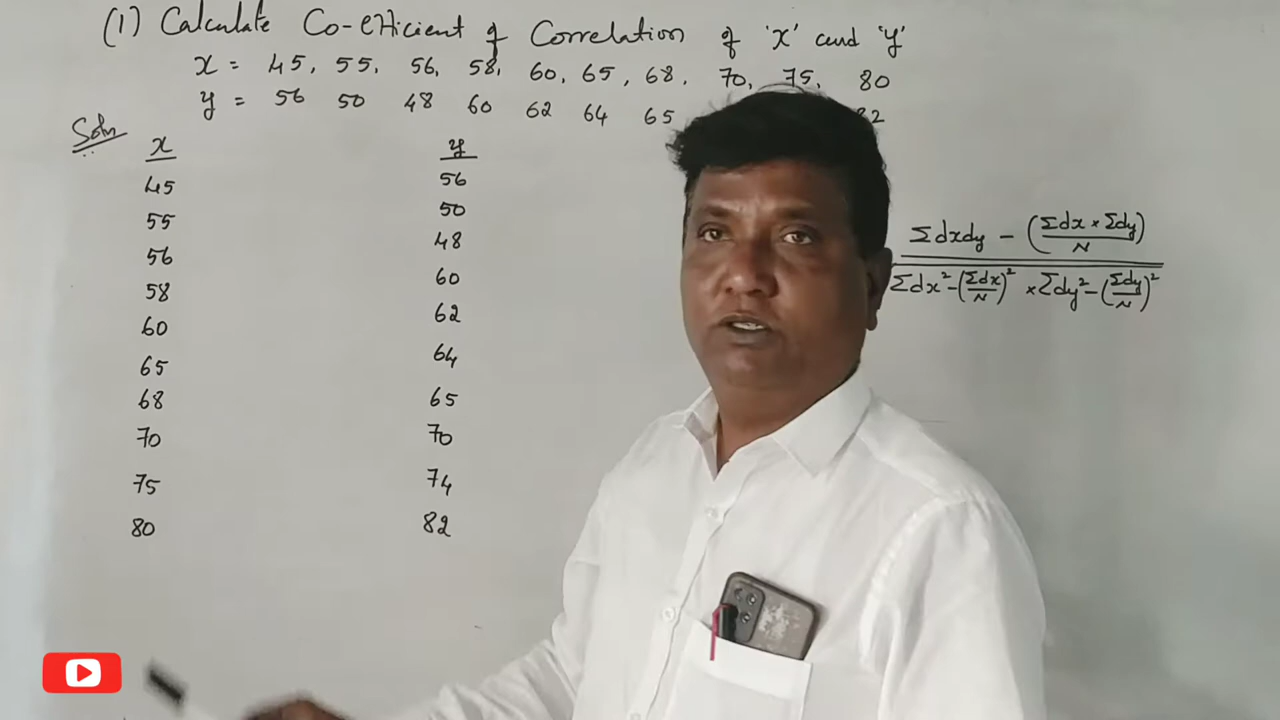 (1) Calculate Co-efficient of Correlation of 'x' and 'y'
x = 45, 55, 56, 58, 60, 65, 68, 70, 75, 80
y = 56 50 48 60 62 64 65
Soln
x y
45 56
55 50
56 48
58 60
60 62
65 64
68 65
70 70
75 74
80 82
Σdxdy - (Σdx × Σdy / N)
Σdx² - (Σdx / N)² × Σdy² - (Σdy / N)²